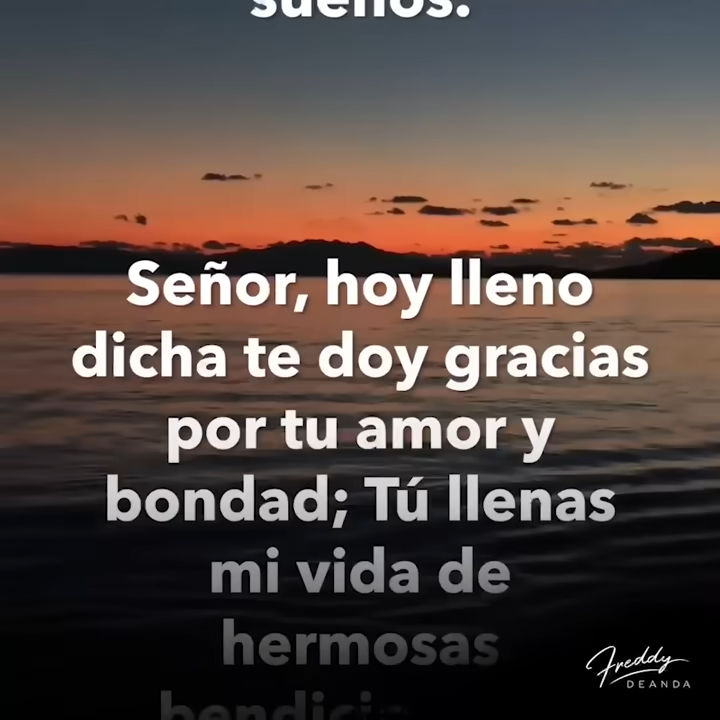 sueños.
Señor, hoy lleno
dicha te doy gracias
por tu amor y
bondad; Tú llenas
mi vida de
hermosas
Freddy
DEANDA